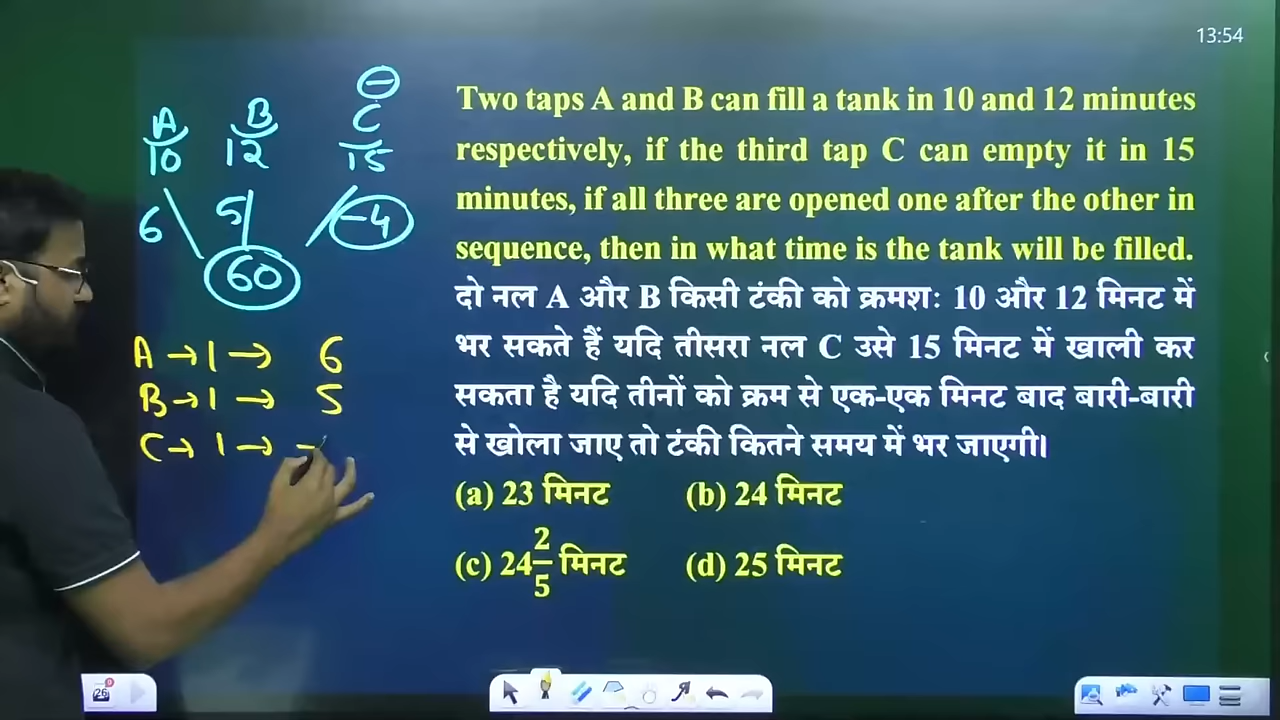 13:54
⊖
A B C
10 12 15
6 5 -4
60
A → 1 → 6
B → 1 → 5
C → 1 → -
Two taps A and B can fill a tank in 10 and 12 minutes
respectively, if the third tap C can empty it in 15
minutes, if all three are opened one after the other in
sequence, then in what time is the tank will be filled.
दो नल A और B किसी टंकी को क्रमश: 10 और 12 मिनट में
भर सकते हैं यदि तीसरा नल C उसे 15 मिनट में खाली कर
सकता है यदि तीनों को क्रम से एक-एक मिनट बाद बारी-बारी
से खोला जाए तो टंकी कितने समय में भर जाएगी।
(a) 23 मिनट (b) 24 मिनट
(c) 24 2/5 मिनट (d) 25 मिनट
26